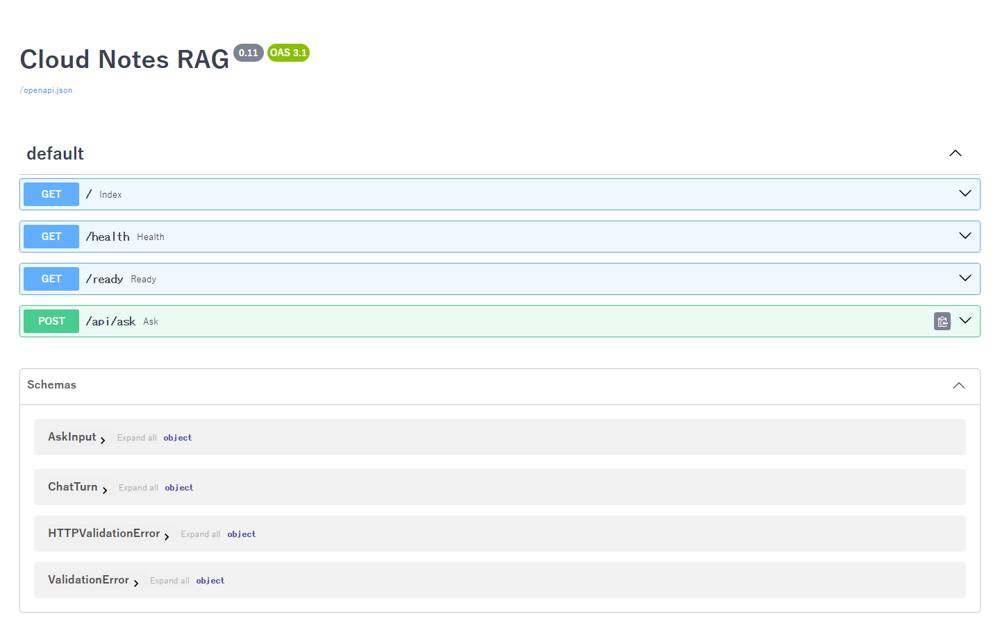 Cloud Notes RAG 0.11 OAS 3.1
/openapi.json
default
GET / Index
GET /health Health
GET /ready Ready
POST /api/ask Ask
Schemas
AskInput Expand all object
ChatTurn Expand all object
HTTPValidationError Expand all object
ValidationError Expand all object